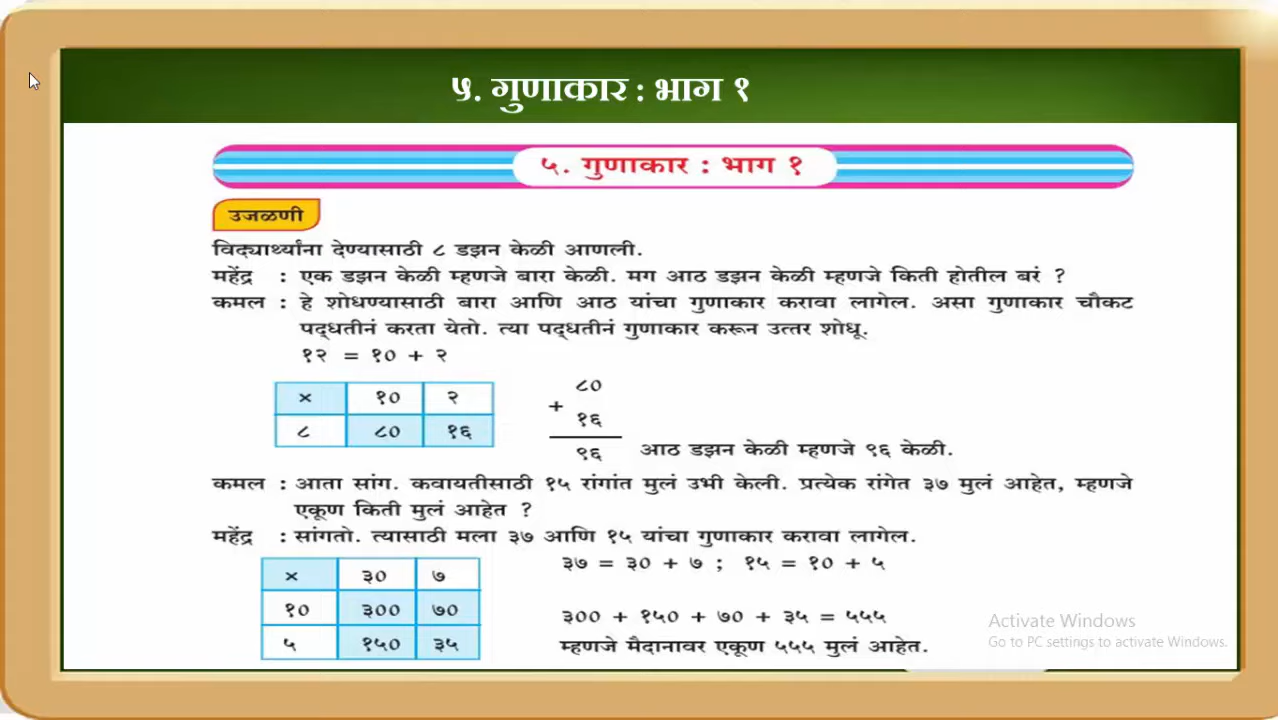 ५. गुणाकार : भाग १
५. गुणाकार : भाग १
उजळणी
विद्यार्थ्यांना देण्यासाठी ८ डझन केळी आणली.
महेंद्र : एक डझन केळी म्हणजे बारा केळी. मग आठ डझन केळी म्हणजे किती होतील बरं ?
कमल : हे शोधण्यासाठी बारा आणि आठ यांचा गुणाकार करावा लागेल. असा गुणाकार चौकट
पद्धतीनं करता येतो. त्या पद्धतीनं गुणाकार करून उत्तर शोधू.
१२ = १० + २
× १० २
८ ८० १६
८०
+
१६
९६
आठ डझन केळी म्हणजे ९६ केळी.
कमल : आता सांग. कवायतीसाठी १५ रांगांत मुलं उभी केली. प्रत्येक रांगेत ३७ मुलं आहेत, म्हणजे
एकूण किती मुलं आहेत ?
महेंद्र : सांगतो. त्यासाठी मला ३७ आणि १५ यांचा गुणाकार करावा लागेल.
× ३० ७
१० ३०० ७०
५ १५० ३५
३७ = ३० + ७ ; १५ = १० + ५
३०० + १५० + ७० + ३५ = ५५५
म्हणजे मैदानावर एकूण ५५५ मुलं आहेत.
Activate Windows
Go to PC settings to activate Windows.